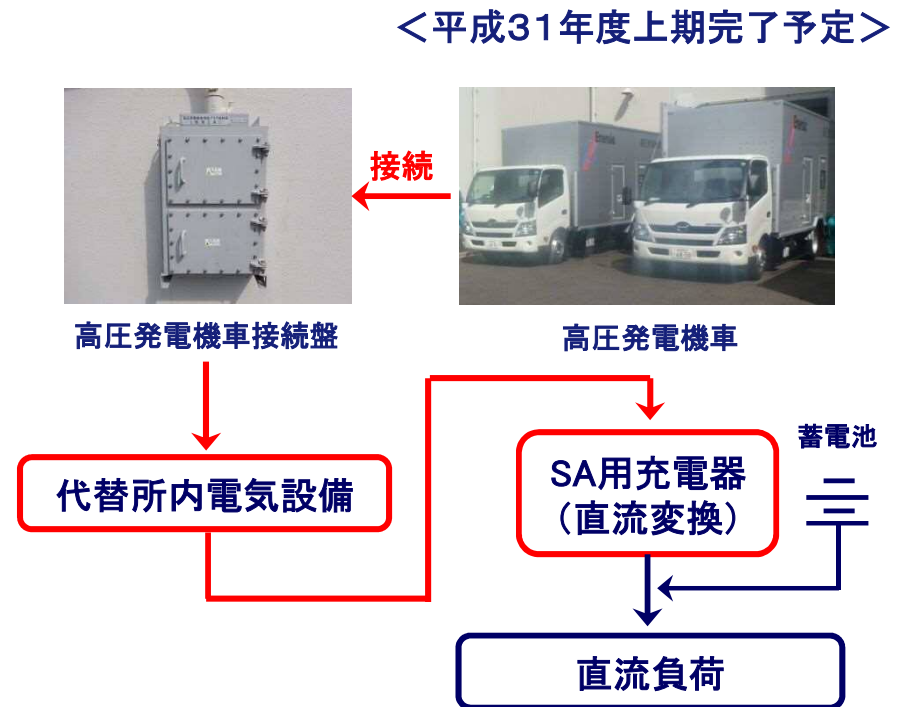 ＜平成３１年度上期完了予定＞
接続
高圧発電機車接続盤
高圧発電機車
蓄電池
代替所内電気設備
SA用充電器
（直流変換）
直流負荷